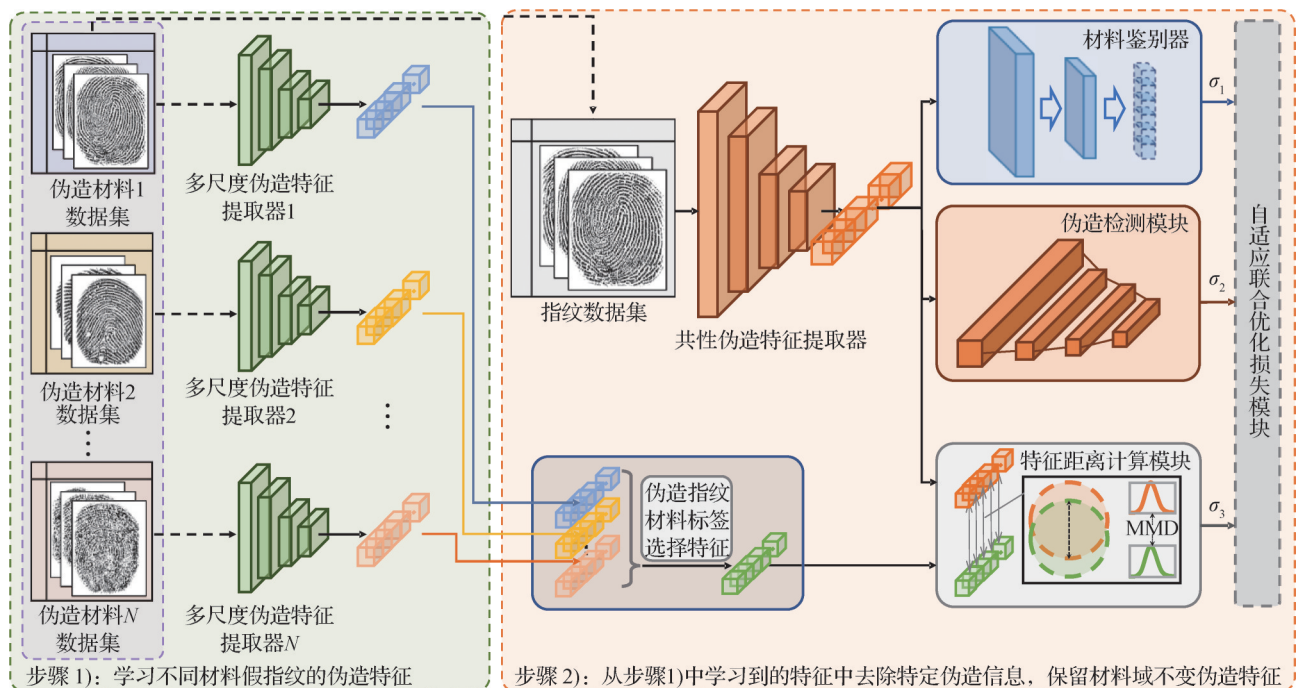 伪造材料1
数据集
多尺度伪造特征
提取器1
伪造材料2
数据集
多尺度伪造特征
提取器2
⋮
⋮
伪造材料N
数据集
多尺度伪造特征
提取器N
步骤 1)：学习不同材料假指纹的伪造特征
指纹数据集
共性伪造特征提取器
材料鉴别器
σ1
伪造检测模块
σ2
伪造指纹
材料标签
选择特征
特征距离计算模块
MMD
σ3
自适应联合优化损失模块
步骤 2)：从步骤1)中学习到的特征中去除特定伪造信息，保留材料域不变伪造特征